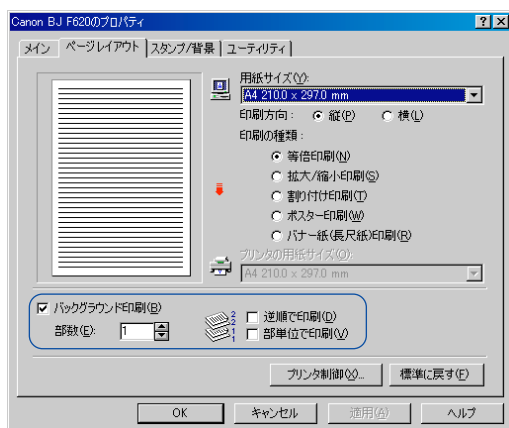 Canon BJ F620のプロパティ
メイン ページレイアウト スタンプ/背景 ユーティリティ
用紙サイズ(Y):
A4 210.0 x 297.0 mm
印刷方向: 縦(P) 横(L)
印刷の種類:
等倍印刷(N)
拡大/縮小印刷(S)
割り付け印刷(T)
ポスター印刷(W)
バナー紙(長尺紙)印刷(R)
プリンタの用紙サイズ(O):
A4 210.0 x 297.0 mm
バックグラウンド印刷(B)
部数(E): 1
2 2 1 1
逆順で印刷(D)
部単位で印刷(V)
プリンタ制御(X)... 標準に戻す(F)
OK キャンセル 適用(A) ヘルプ